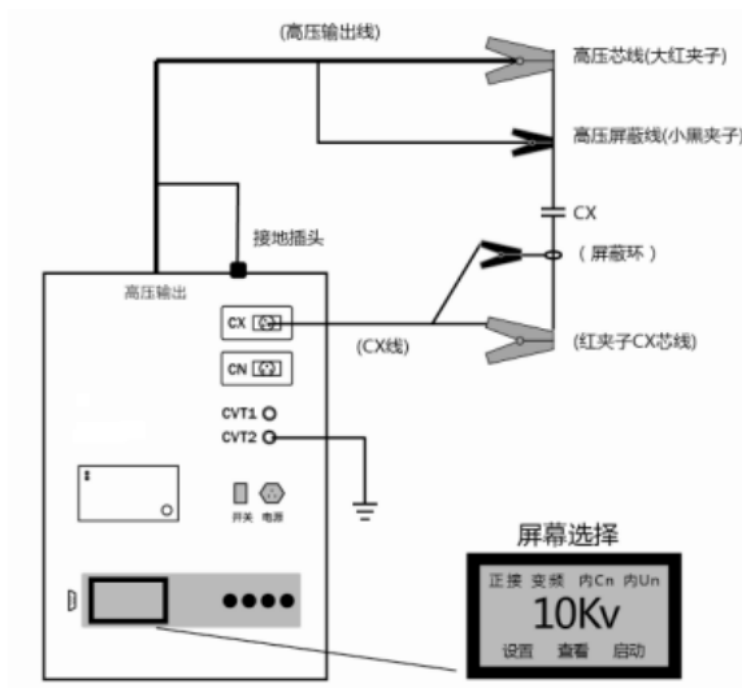 (高压输出线)
高压芯线(大红夹子)
高压屏蔽线(小黑夹子)
CX
接地插头
(屏蔽环)
高压输出
CX
(CX线)
(红夹子CX芯线)
CN
CVT1
CVT2
开关 电源
屏幕选择
正接 变频 内Cn 内Un
10Kv
设置 查看 启动